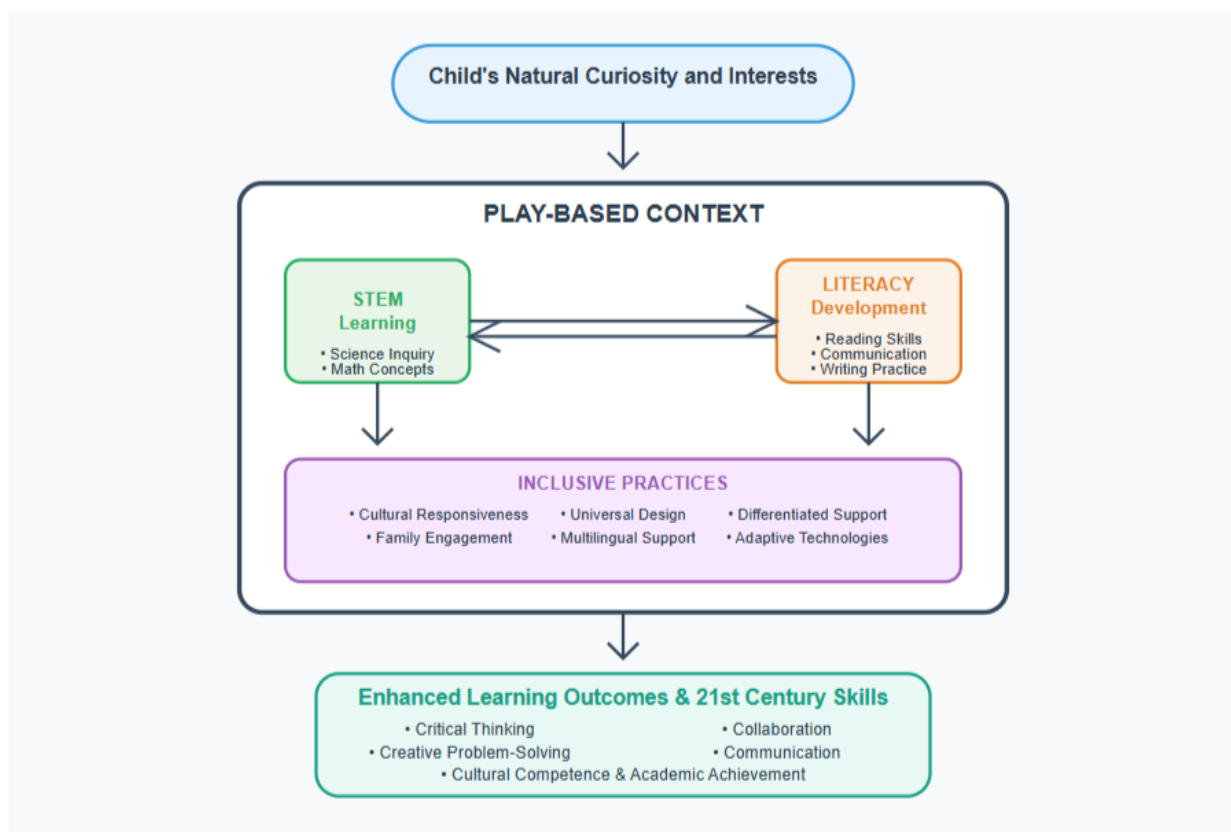 Child's Natural Curiosity and Interests
PLAY-BASED CONTEXT
STEM
Learning
• Science Inquiry
• Math Concepts
LITERACY
Development
• Reading Skills
• Communication
• Writing Practice
INCLUSIVE PRACTICES
• Cultural Responsiveness • Universal Design • Differentiated Support
• Family Engagement • Multilingual Support • Adaptive Technologies
Enhanced Learning Outcomes & 21st Century Skills
• Critical Thinking • Collaboration
• Creative Problem-Solving • Communication
• Cultural Competence & Academic Achievement